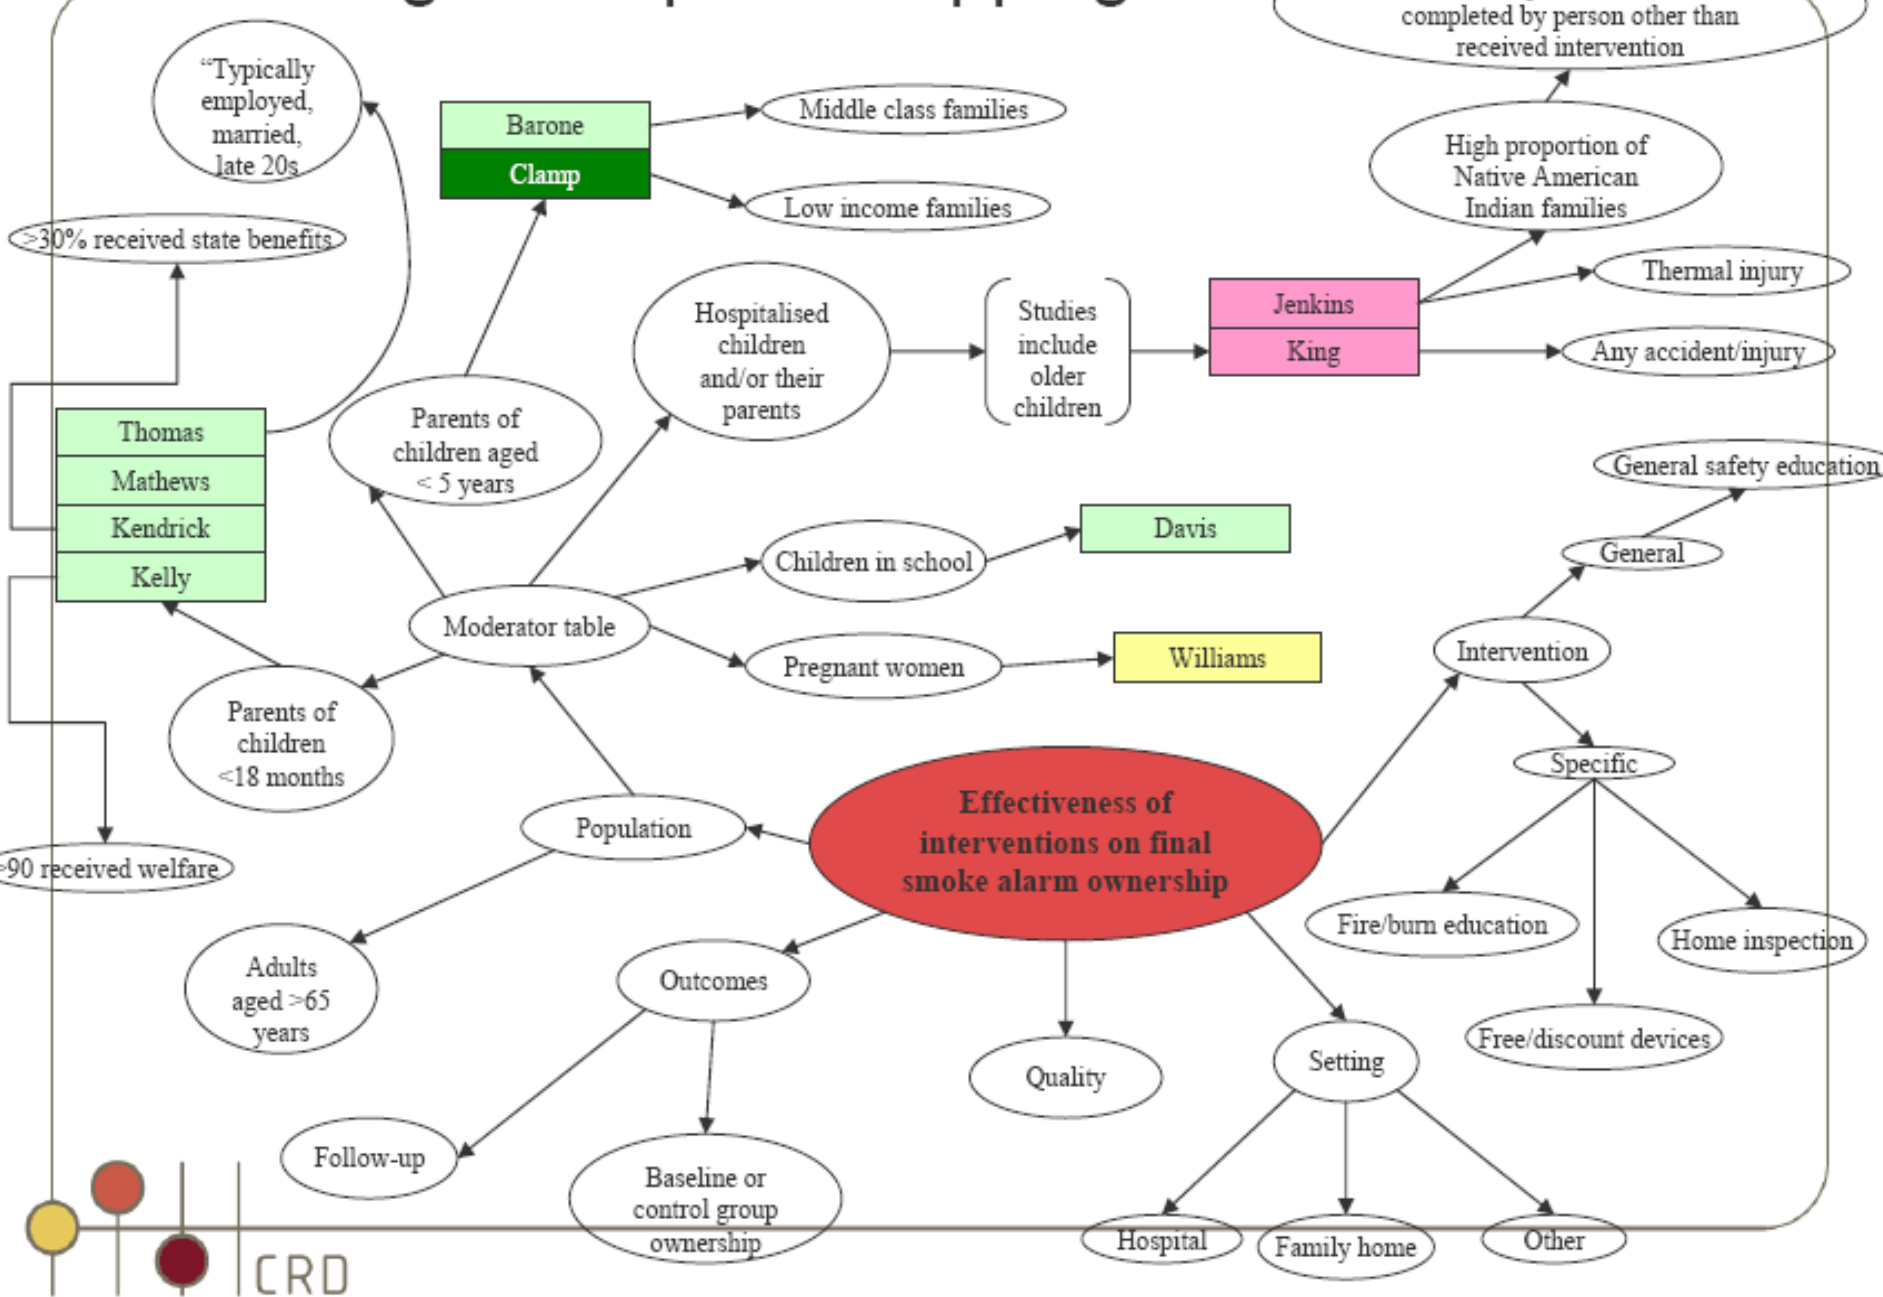 completed by person other than
received intervention
“Typically
employed,
married,
late 20s
Barone
Clamp
Middle class families
Low income families
High proportion of
Native American
Indian families
>30% received state benefits
Thermal injury
Hospitalised
children
and/or their
parents
Studies
include
older
children
Jenkins
King
Any accident/injury
Thomas
Mathews
Kendrick
Kelly
Parents of
children aged
< 5 years
General safety education
Davis
General
Children in school
Moderator table
Pregnant women
Williams
Intervention
Parents of
children
<18 months
Specific
Population
Effectiveness of
interventions on final
smoke alarm ownership
>90 received welfare
Fire/burn education
Home inspection
Adults
aged >65
years
Outcomes
Free/discount devices
Quality
Setting
Follow-up
Baseline or
control group
ownership
Hospital
Family home
Other
CRD